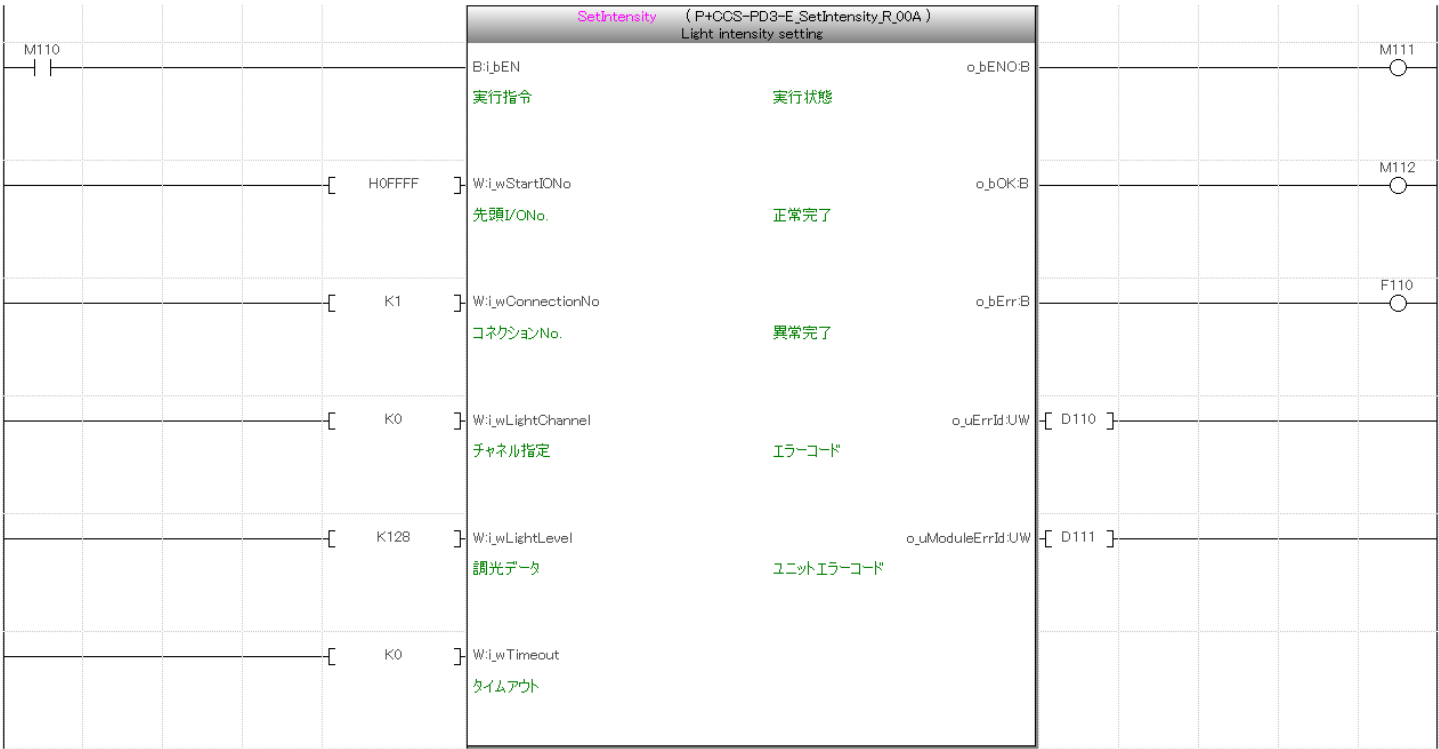 SetIntensity (P+CCS-PD3-E_SetIntensity_R_00A)
Light intensity setting
M110
M111
B:i_bEN
o_bENO:B
実行指令
実行状態
M112
H0FFFF
W:i_wStartIONo
o_bOK:B
先頭I/ONo.
正常完了
F110
K1
W:i_wConnectionNo
o_bErr:B
コネクションNo.
異常完了
K0
W:i_wLightChannel
o_uErrId:UW
D110
チャネル指定
エラーコード
K128
W:i_wLightLevel
o_uModuleErrId:UW
D111
調光データ
ユニットエラーコード
K0
W:i_wTimeout
タイムアウト